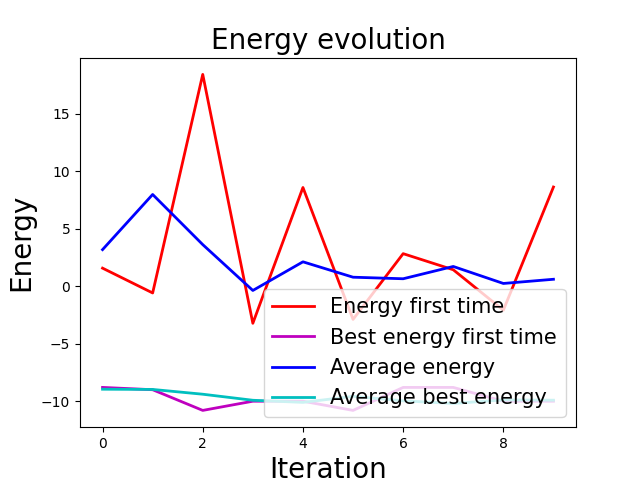 Energy evolution
Energy
15
10
5
0
−5
−10
Energy first time
Best energy first time
Average energy
Average best energy
0 2 4 6 8
Iteration